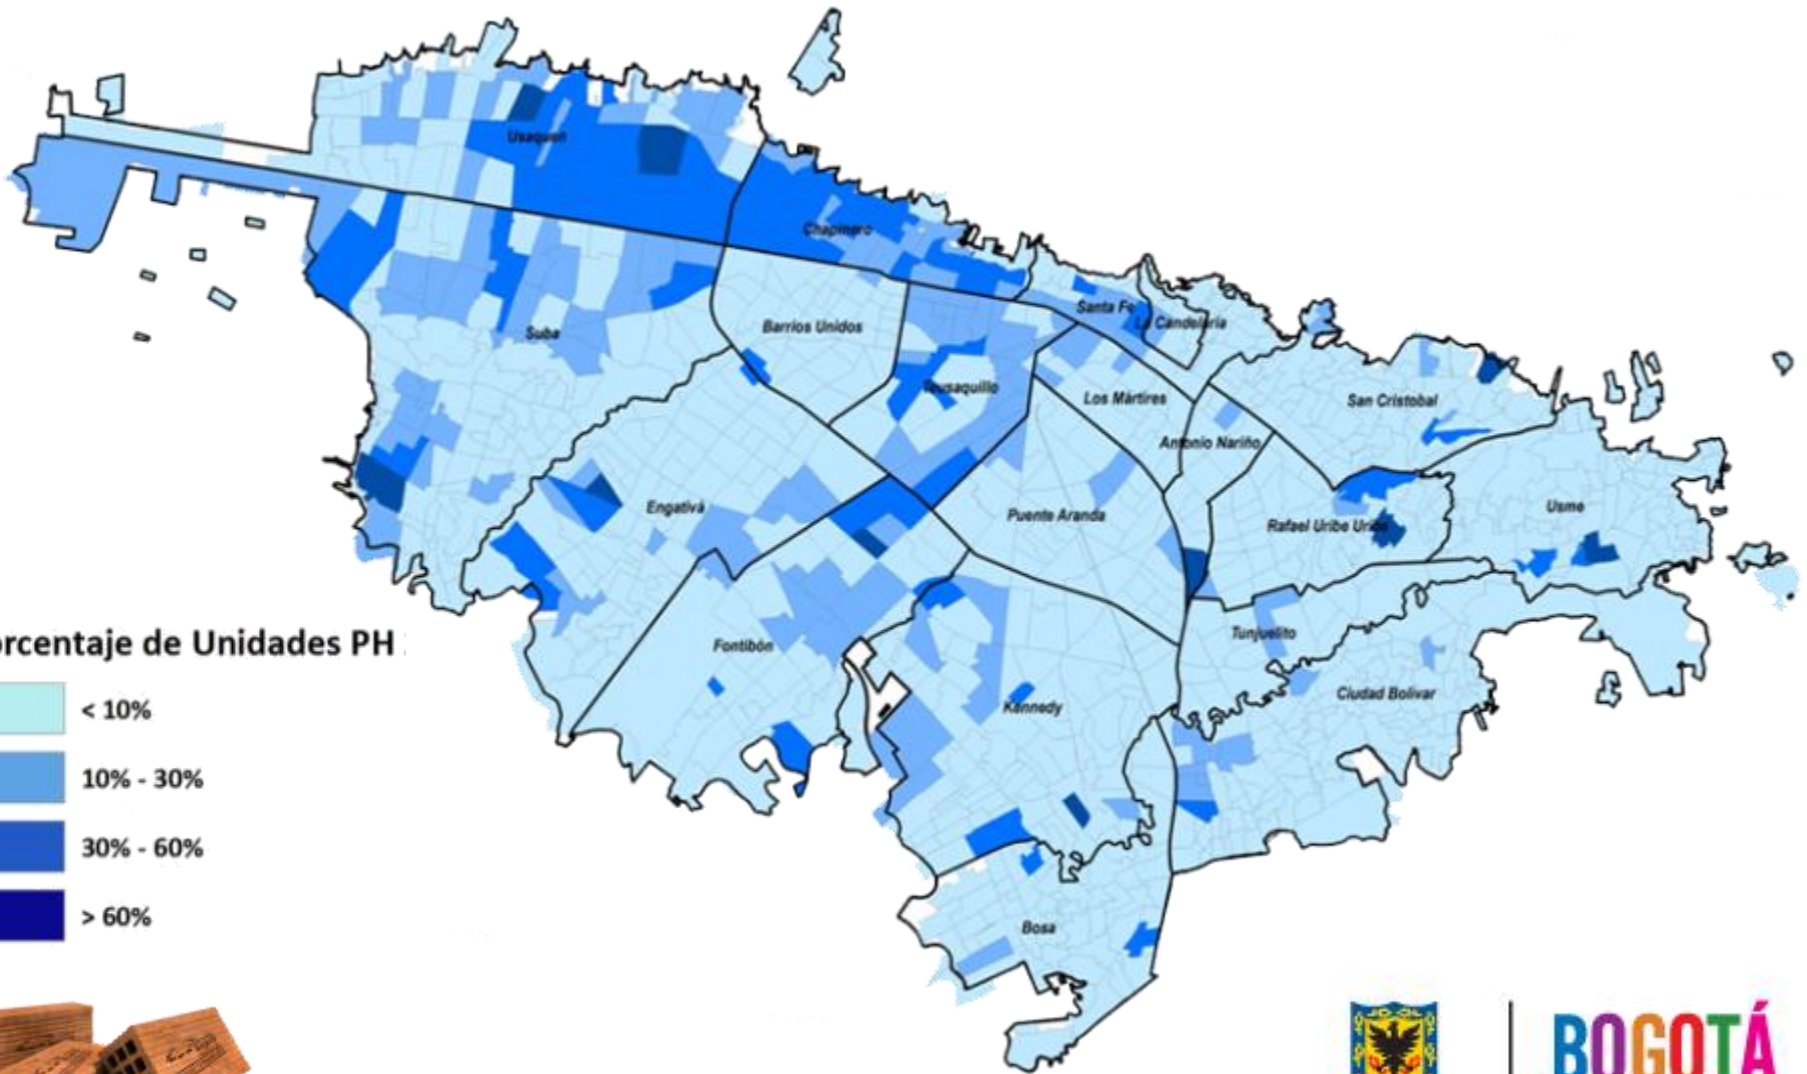 Usaquen
Chapinero
Santa Fe
La Candelaria
Barrios Unidos
Suba
Teusaquillo
Los Mártires
San Cristobal
Antonio Nariño
Engativá
Puente Aranda
Rafael Uribe Uribe
Usme
Fontibón
Tunjuelito
Kennedy
Ciudad Bolivar
Bosa
orcentaje de Unidades PH
< 10%
10% - 30%
30% - 60%
> 60%
BOGOTÁ